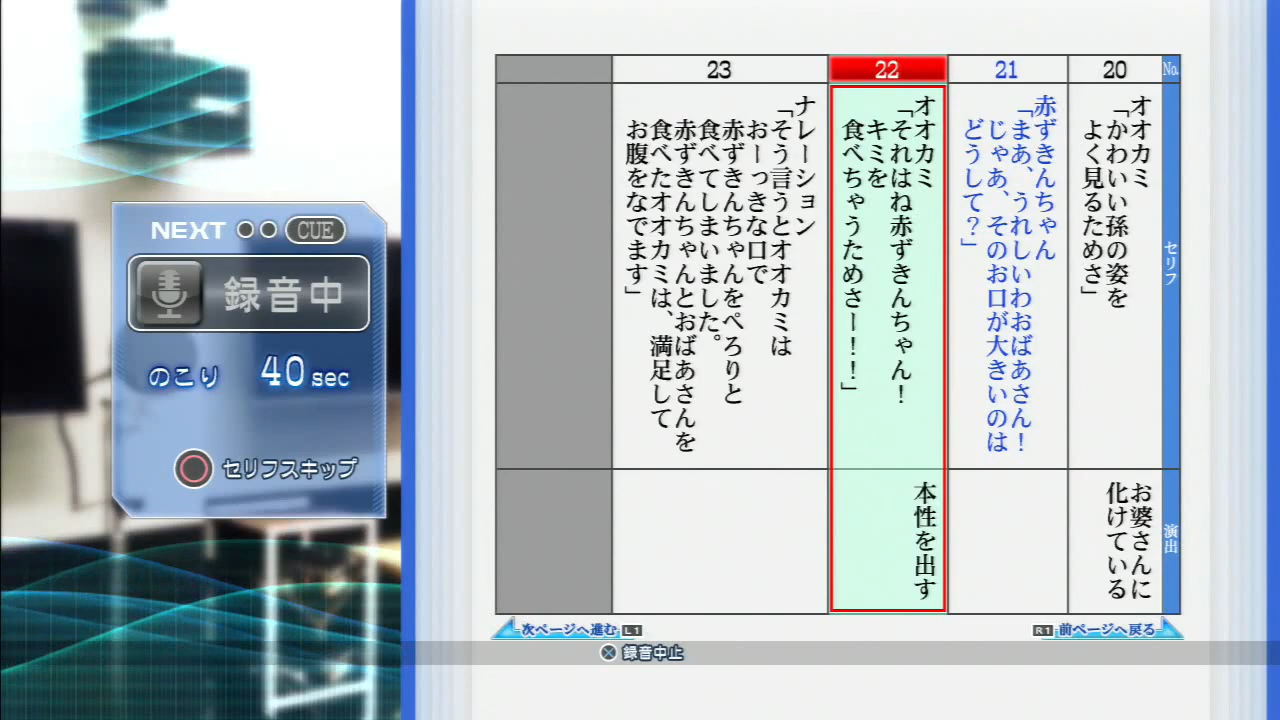 NEXT CUE
録音中
のこり 40sec
セリフスキップ
No.
セリフ
演出
20
オオカミ
「かわいい孫の姿を
よく見るためさ」
お婆さんに
化けている
21
赤ずきんちゃん
「まあ、うれしいわおばあさん！
じゃあ、そのお口が大きいのは
どうして？」
22
オオカミ
「それはね赤ずきんちゃん！
キミを
食べちゃうためさー！！」
本性を出す
23
ナレーション
「そう言うとオオカミは
おーっきな口で
赤ずきんちゃんをぺろりと
食べてしまいました。
赤ずきんちゃんとおばあさんを
食べたオオカミは、満足して
お腹をなでます」
次ページへ進む L1
R1 前ページへ戻る
録音中止